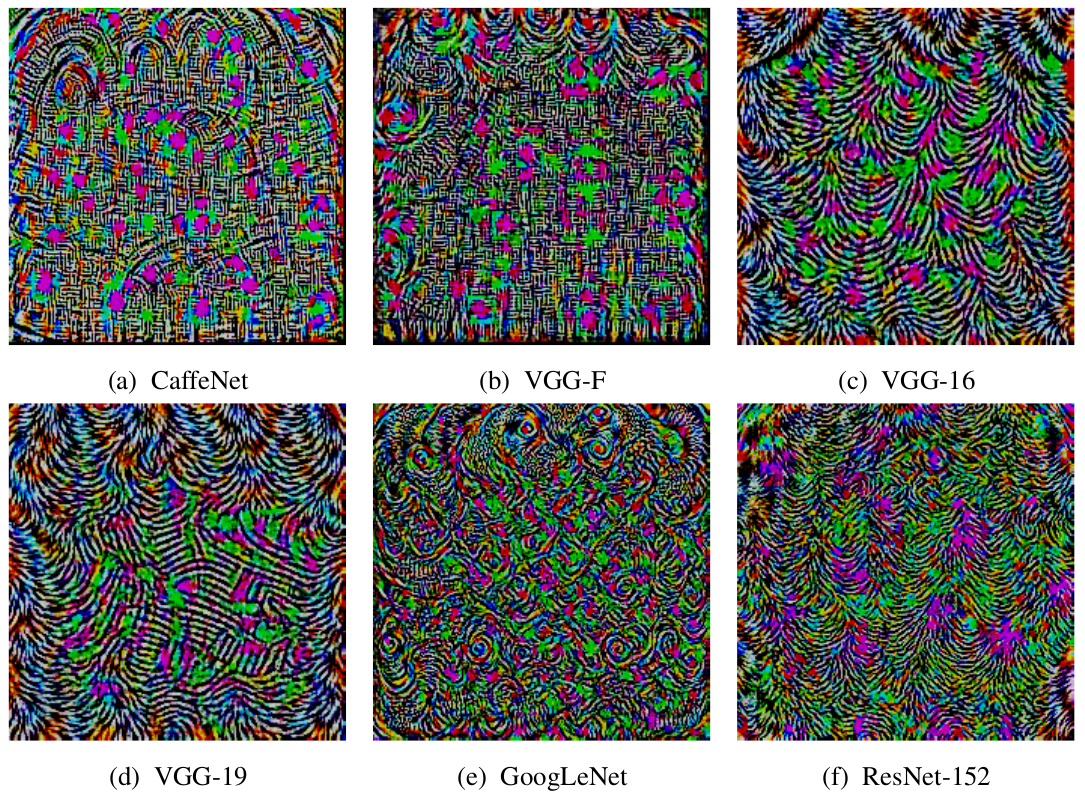 (a) CaffeNet
(b) VGG-F
(c) VGG-16
(d) VGG-19
(e) GoogLeNet
(f) ResNet-152